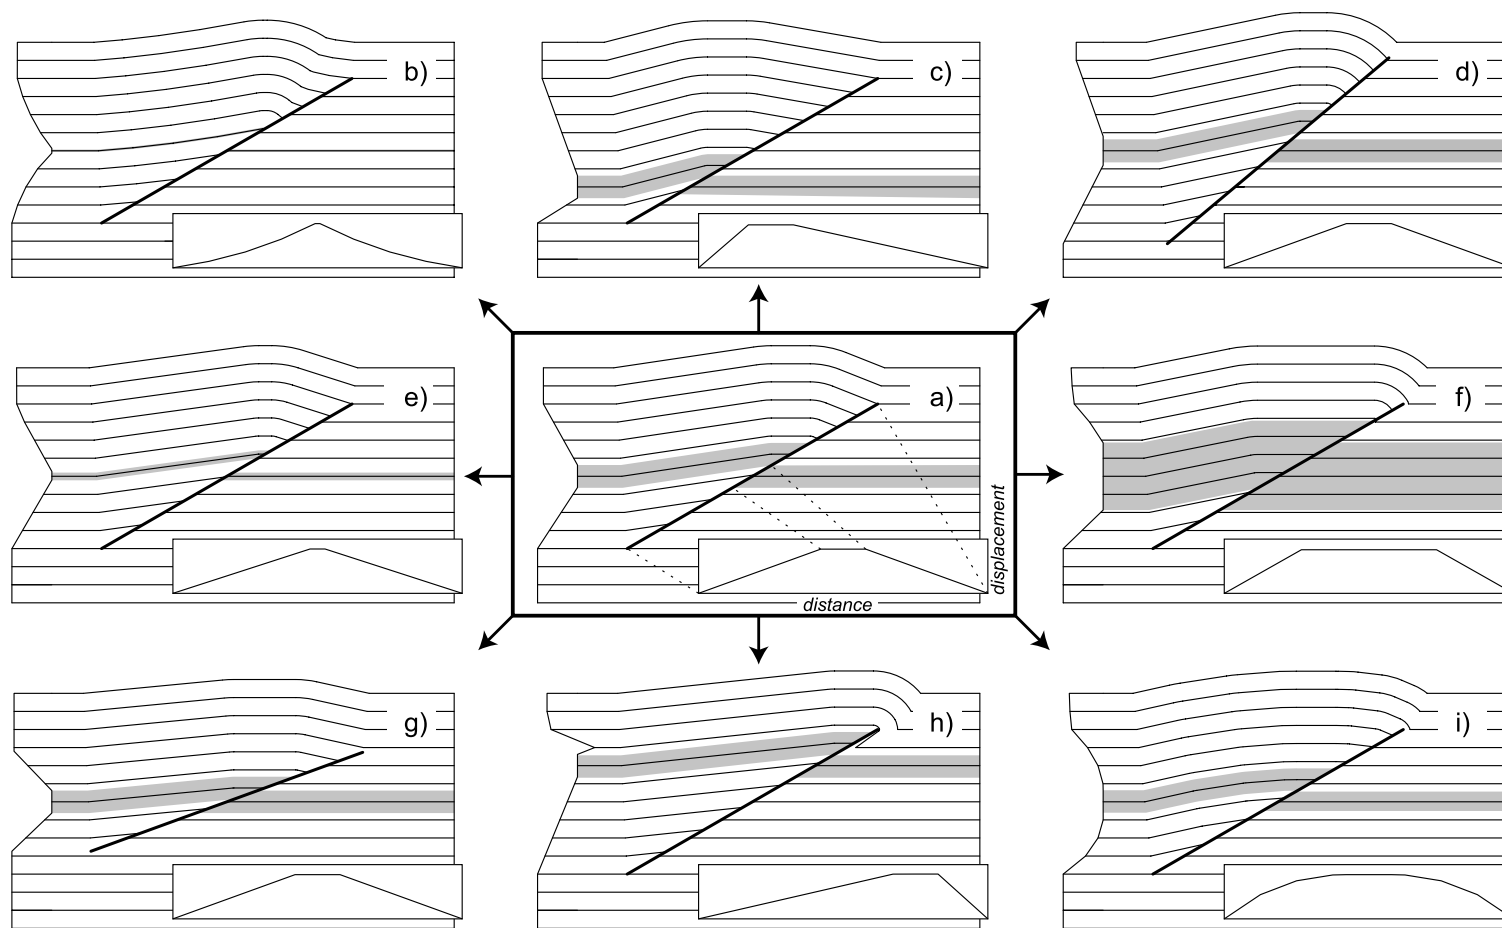 b)
c)
d)
e)
a)
f)
displacement
distance
g)
h)
i)